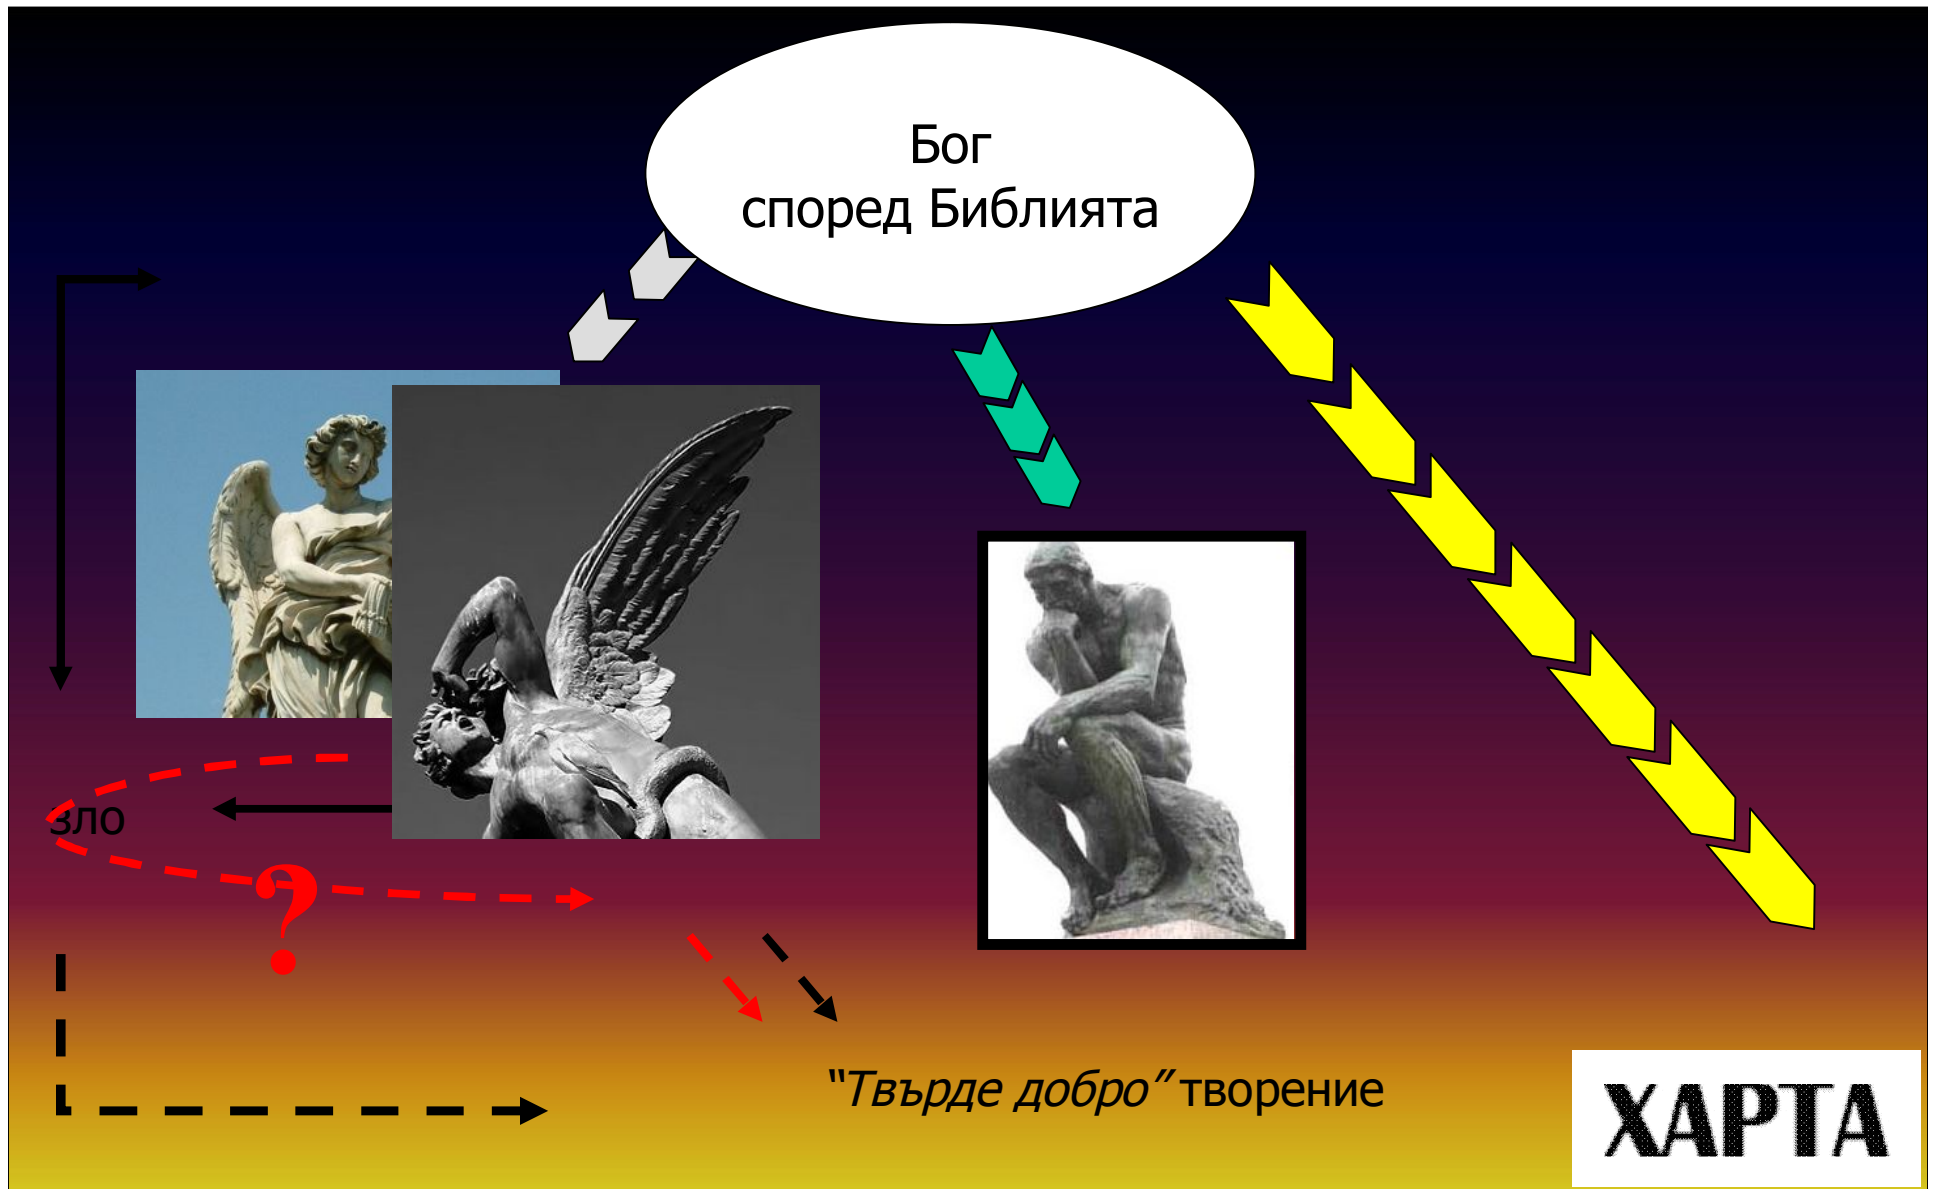 Бог
според Библията
зло
?
“Твърде добро” творение
ХАРТА